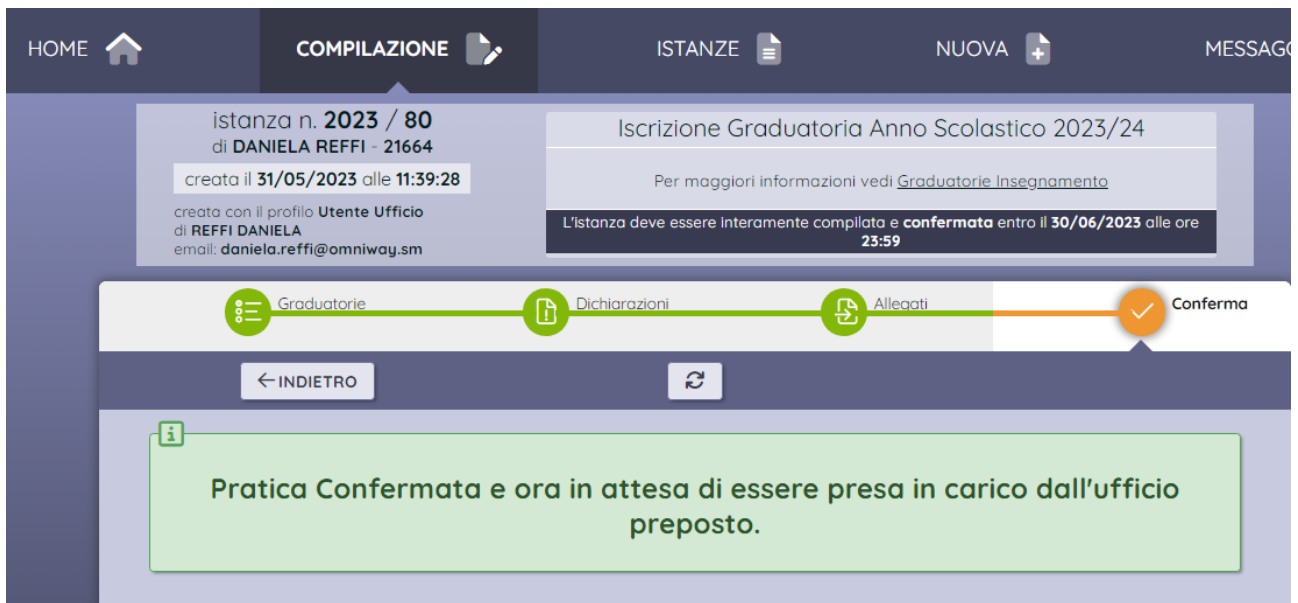 HOME
COMPILAZIONE
ISTANZE
NUOVA
istanza n. 2023 / 80
di DANIELA REFFI - 21664
creata il 31/05/2023 alle 11:39:28
creata con il profilo Utente Ufficio
di REFFI DANIELA
email: daniela.reffi@omniway.sm
Iscrizione Graduatoria Anno Scolastico 2023/24
Per maggiori informazioni vedi Graduatorie Insegnamento
L'istanza deve essere interamente compilata e confermata entro il 30/06/2023 alle ore
23:59
Graduatorie
Dichiarazioni
Allegati
Conferma
INDIETRO
Pratica Confermata e ora in attesa di essere presa in carico dall'ufficio
preposto.